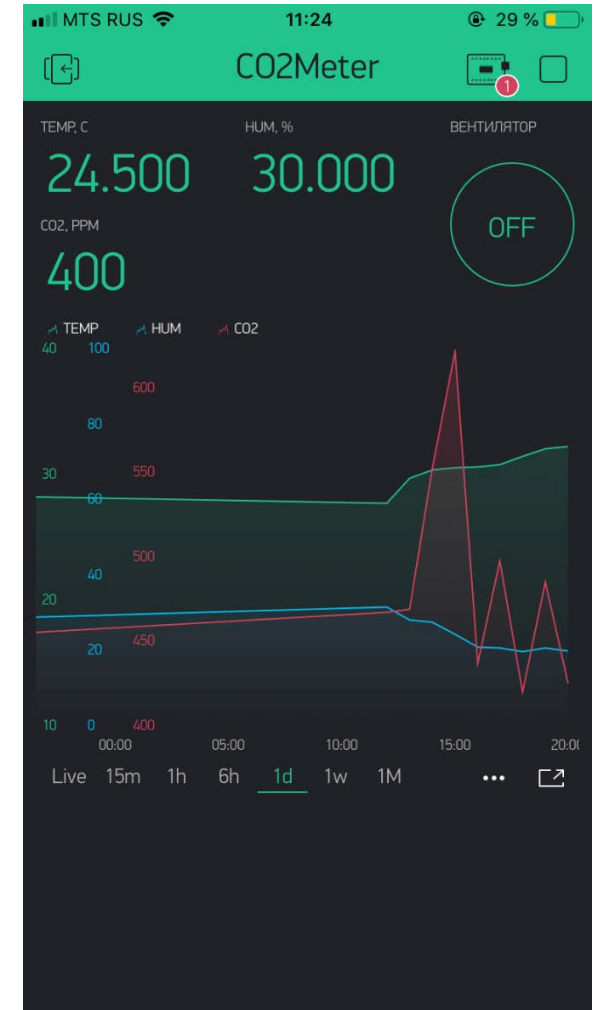 MTS RUS 11:24 29 %
CO2Meter
1
TEMP, C HUM, % ВЕНТИЛЯТОР
24.500 30.000 OFF
CO2, PPM
400
TEMP HUM CO2
40 100
600
80
30 550
60
500
40
20
450
20
10 0 400
00:00 05:00 10:00 15:00 20:0
Live 15m 1h 6h 1d 1w 1M